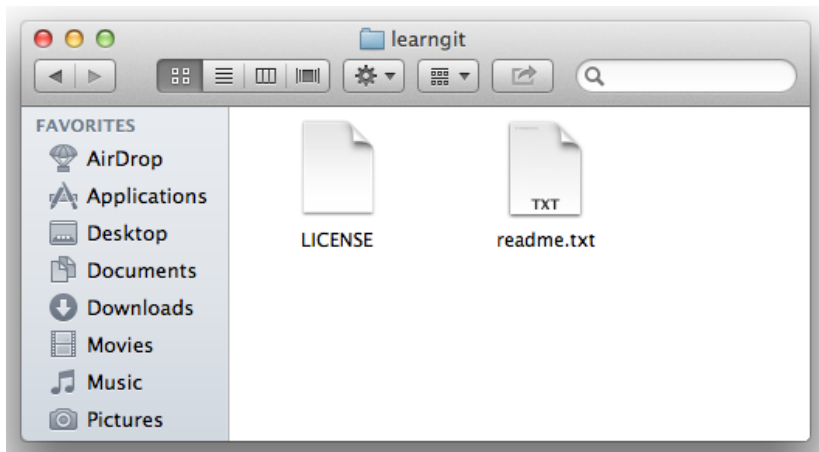 learngit
FAVORITES
AirDrop
Applications
Desktop
Documents
Downloads
Movies
Music
Pictures
TXT
LICENSE
readme.txt